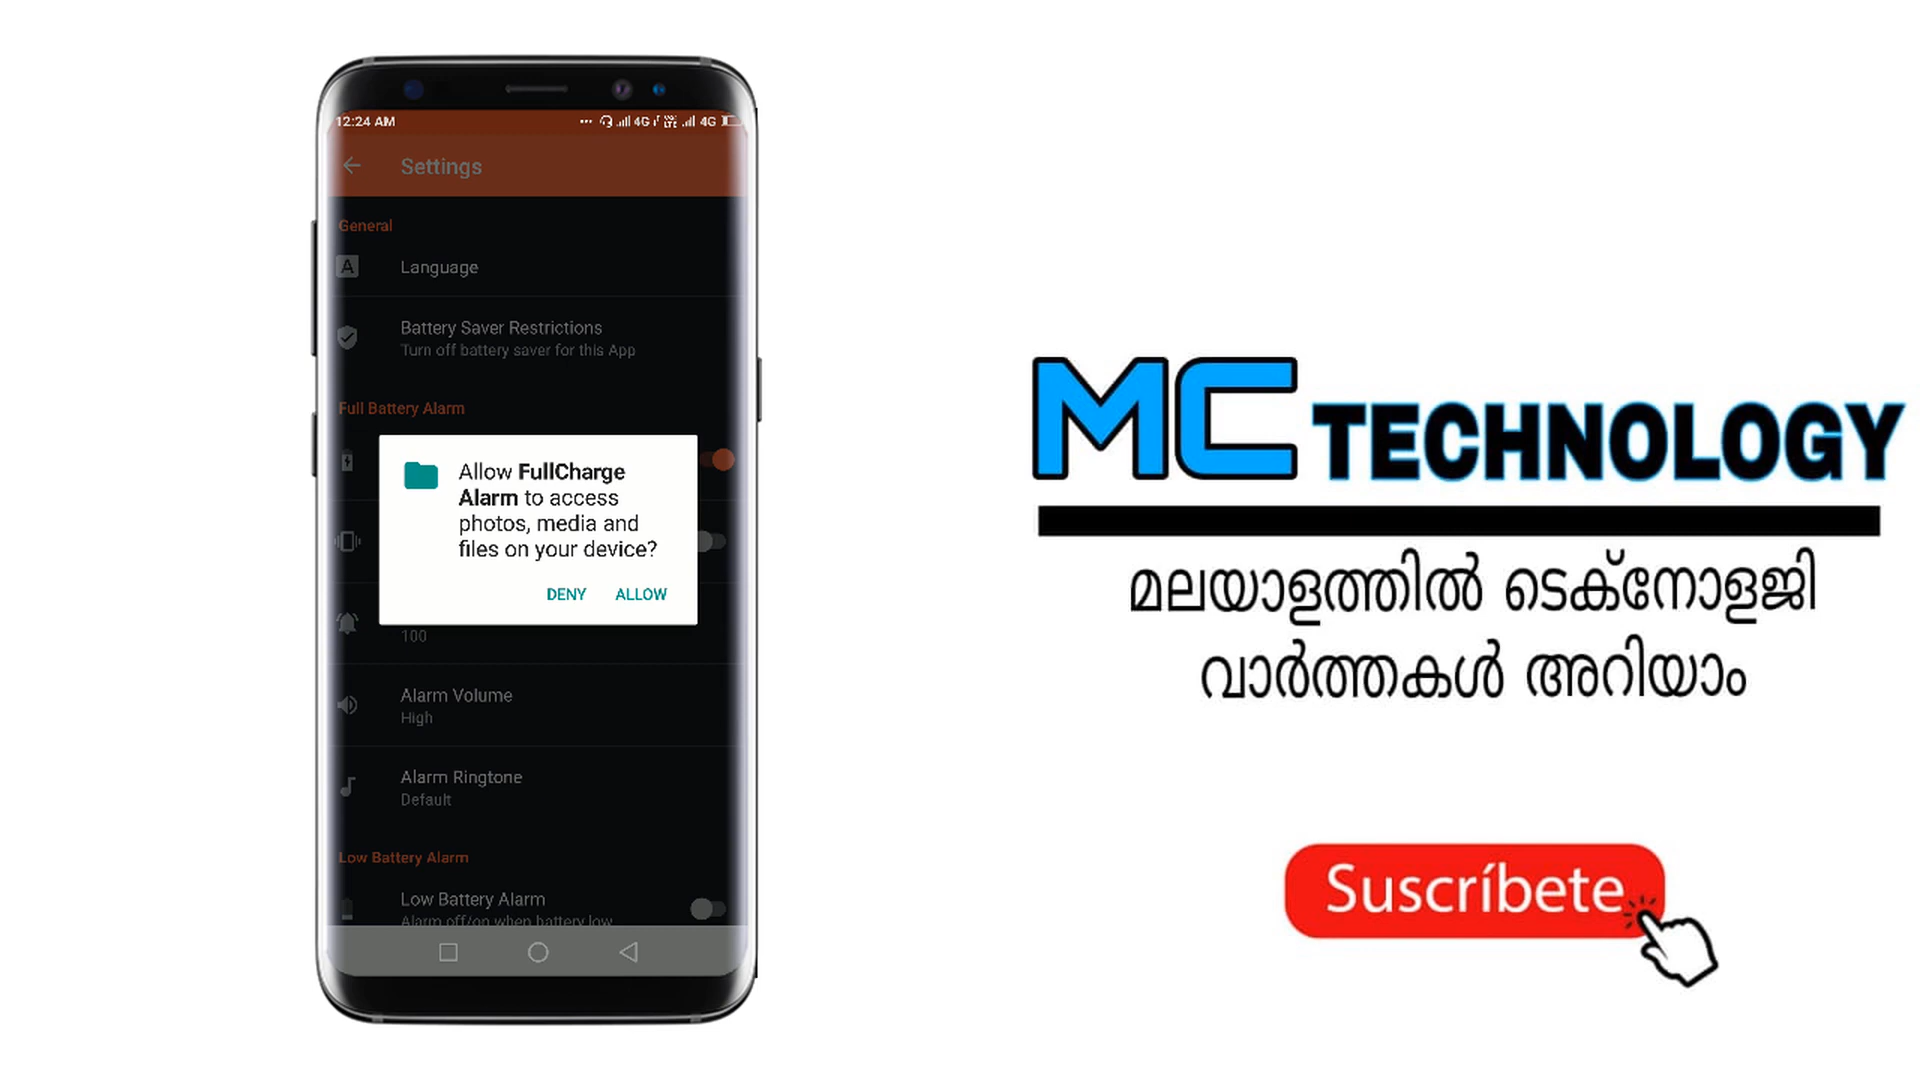 12:24 AM
4G
4G
Settings
General
A
Language
Battery Saver Restrictions
Turn off battery saver for this App
Full Battery Alarm
Allow FullCharge
Alarm to access
photos, media and
files on your device?
DENY ALLOW
100
Alarm Volume
High
Alarm Ringtone
Default
Low Battery Alarm
Low Battery Alarm
Alarm off/on when battery low
MC TECHNOLOGY
മലയാളത്തിൽ ടെക്നോളജി
വാർത്തകൾ അറിയാം
Suscríbete